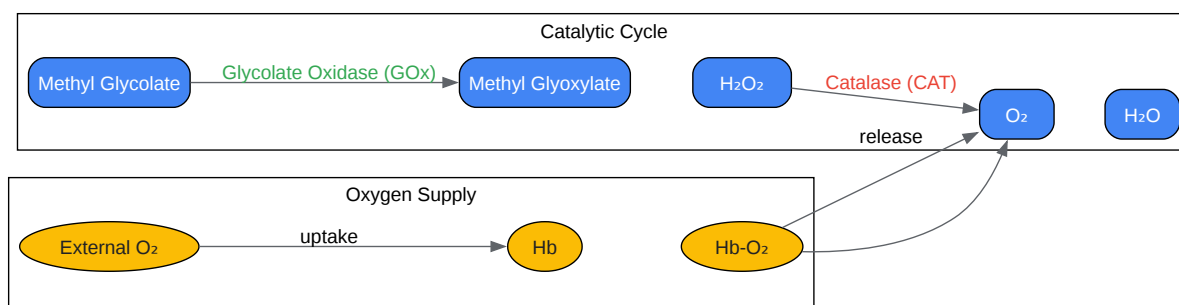 Catalytic Cycle
Methyl Glycolate
Glycolate Oxidase (GOx)
Methyl Glyoxylate
H₂O₂
Catalase (CAT)
O₂
H₂O
release
Oxygen Supply
External O₂
uptake
Hb
Hb-O₂